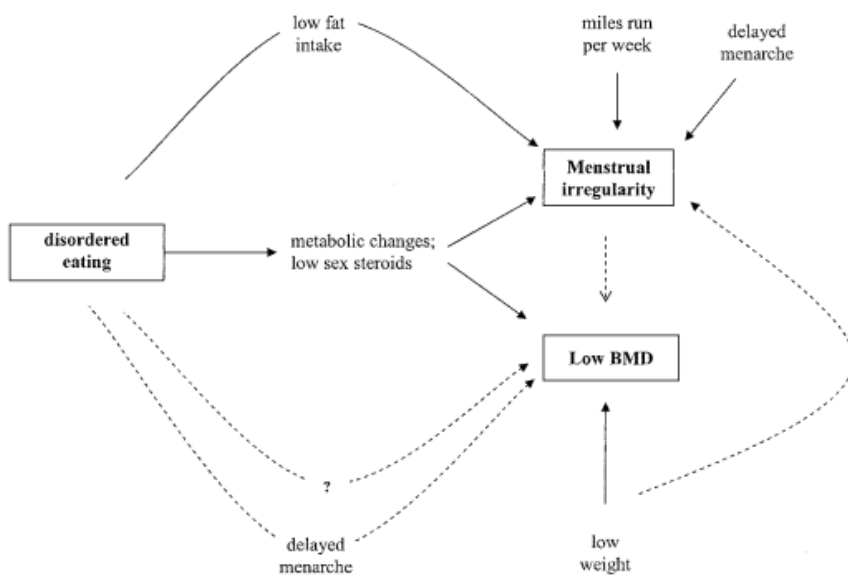 low fat
intake
miles run
per week
delayed
menarche
Menstrual
irregularity
disordered
eating
metabolic changes;
low sex steroids
Low BMD
?
delayed
menarche
low
weight